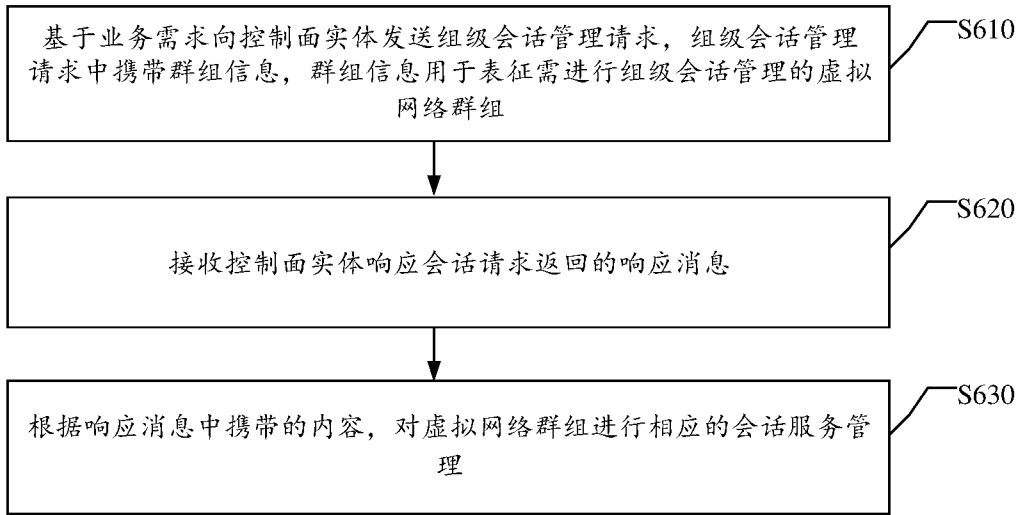 基于业务需求向控制面实体发送组级会话管理请求，组级会话管理
请求中携带群组信息，群组信息用于表征需进行组级会话管理的虚拟
网络群组
S610
接收控制面实体响应会话请求返回的响应消息
S620
根据响应消息中携带的内容，对虚拟网络群组进行相应的会话服务管
理
S630